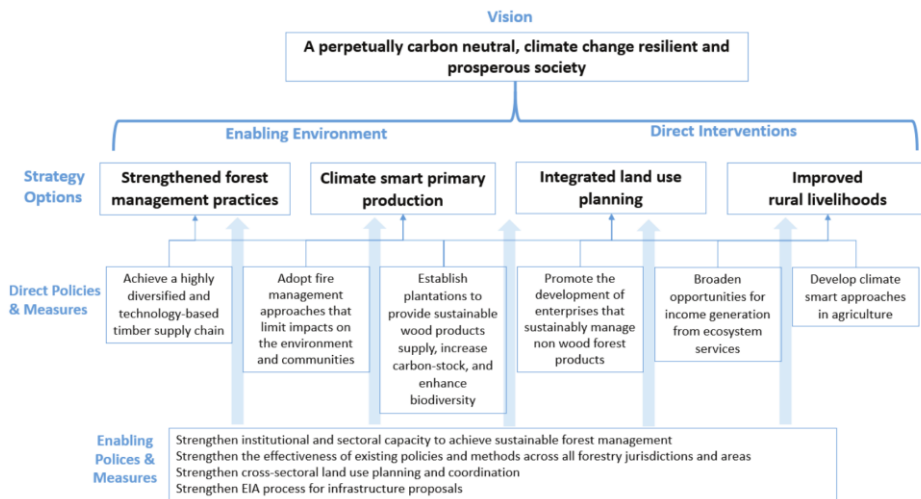 Vision
A perpetually carbon neutral, climate change resilient and
prosperous society
Enabling Environment
Direct Interventions
Strategy
Options
Strengthened forest
management practices
Climate smart primary
production
Integrated land use
planning
Improved
rural livelihoods
Direct Policies
& Measures
Achieve a highly
diversified and
technology-based
timber supply chain
Adopt fire
management
approaches that
limit impacts on
the environment
and communities
Establish
plantations to
provide sustainable
wood products
supply, increase
carbon-stock, and
enhance
biodiversity
Promote the
development of
enterprises that
sustainably manage
non wood forest
products
Broaden
opportunities for
income generation
from ecosystem
services
Develop climate
smart approaches
in agriculture
Enabling
Polices &
Measures
Strengthen institutional and sectoral capacity to achieve sustainable forest management
Strengthen the effectiveness of existing policies and methods across all forestry jurisdictions and areas
Strengthen cross-sectoral land use planning and coordination
Strengthen EIA process for infrastructure proposals